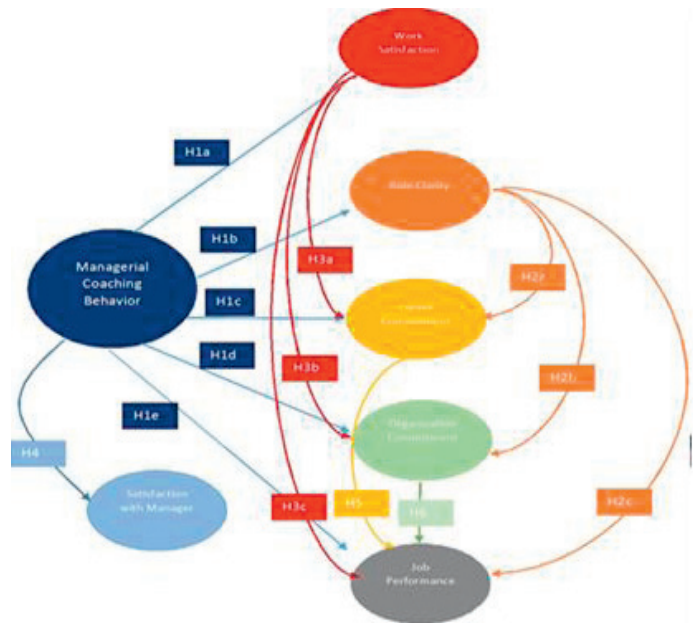 Work
Satisfaction
H1a
Role Clarity
H1b
H3a
Managerial
Coaching
Behavior
H2a
H1c
Commitment
H1d
H3b
H2b
H1e
Organization
Commitment
H4
Satisfaction
with Manager
H3c
H5
H6
H2c
Job
Performance